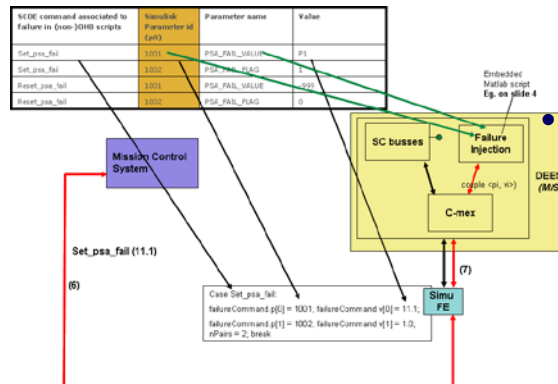 SCOE command associated to failure in (non-)OHB scripts
Simulink Parameter id (p0)
Parameter name
Value
Set_psa_fail 1001 PSA_FAIL_VALUE P1
Set_psa_fail 1002 PSA_FAIL_FLAG 1
Reset_psa_fail 1001 PSA_FAIL_VALUE -999
Reset_psa_fail 1002 PSA_FAIL_FLAG 0
Embedded
Matlab script
Eg. on slide 4
SC busses
Failure
Injection
Mission Control
System
DEES
(M/S
couple <pi, vi>
C-mex
Set_psa_fail (11.1)
(7)
(6)
Simu
FE
Case Set_psa_fail:
failureCommand.p[0] = 1001; failureCommand v[0] = 11.1;
failureCommand.p[1] = 1002; failureCommand v[1] = 1.0;
nPairs = 2; break